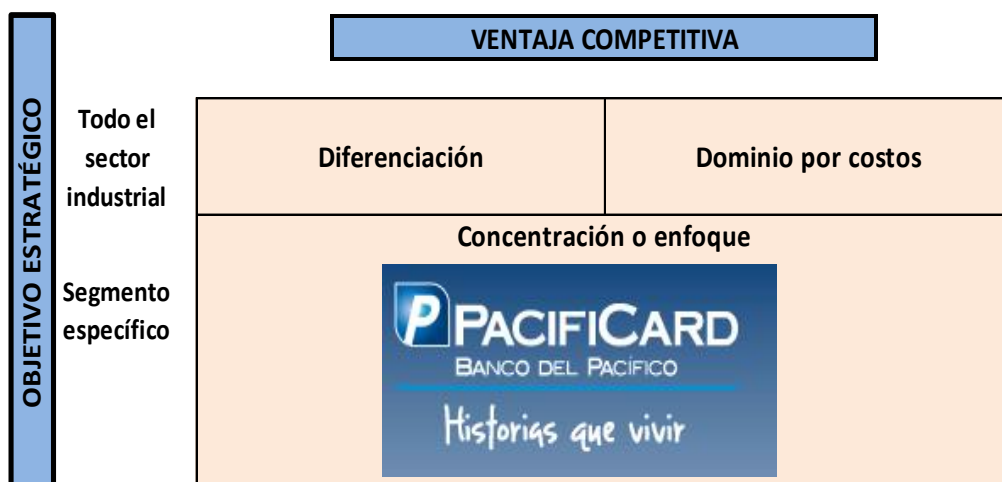 VENTAJA COMPETITIVA
OBJETIVO ESTRATÉGICO
Todo el
sector
industrial
Diferenciación
Dominio por costos
Segmento
específico
Concentración o enfoque
P PACIFICARD
BANCO DEL PACÍFICO
Historias que vivir